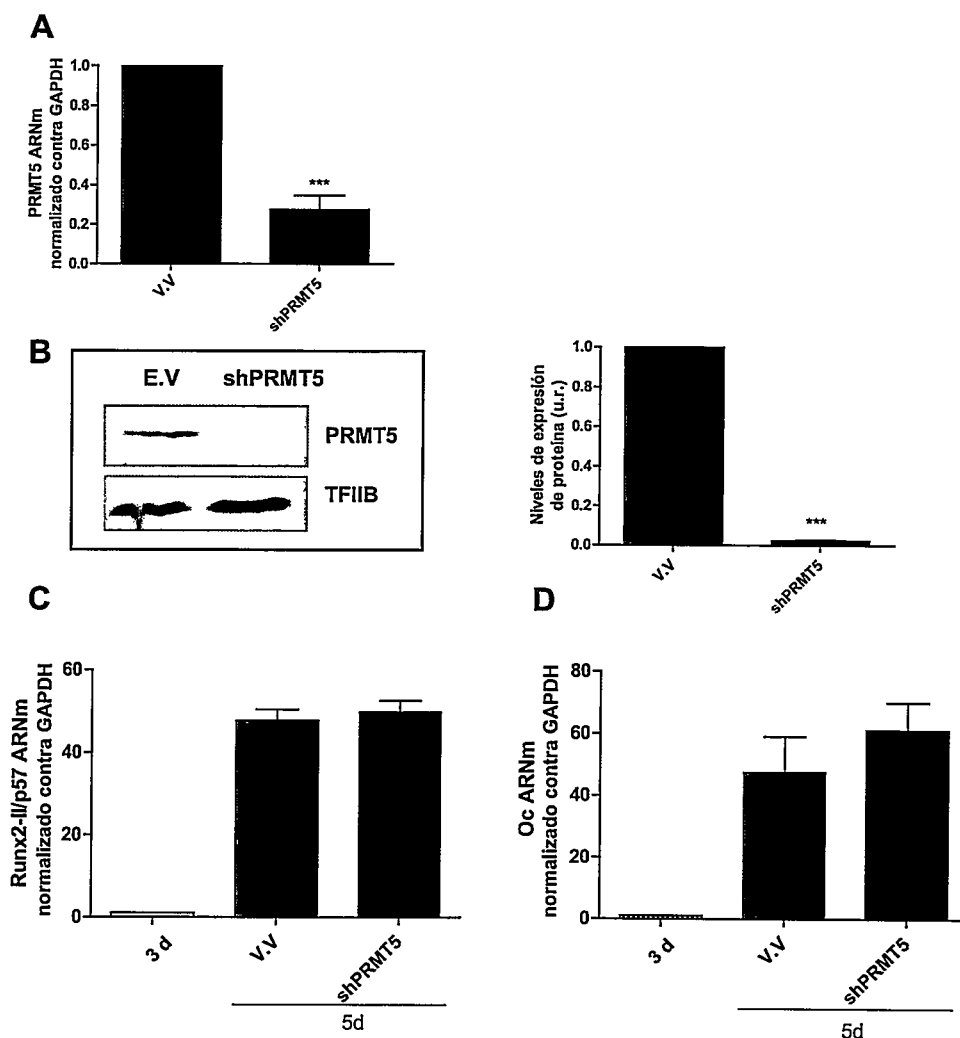 A
PRMT5 ARNm
normalizado contra GAPDH
1.0
0.8
0.6
0.4
0.2
0.0
***
V.V
shPRMT5
B
E.V shPRMT5
PRMT5
TFIIB
Niveles de expresión
de proteína (u.r.)
1.0
0.8
0.6
0.4
0.2
0.0
***
V.V
shPRMT5
C
Runx2-II/p57 ARNm
normalizado contra GAPDH
60
40
20
0
3 d
V.V
shPRMT5
5d
D
Oc ARNm
normalizado contra GAPDH
80
60
40
20
0
3 d
V.V
shPRMT5
5d